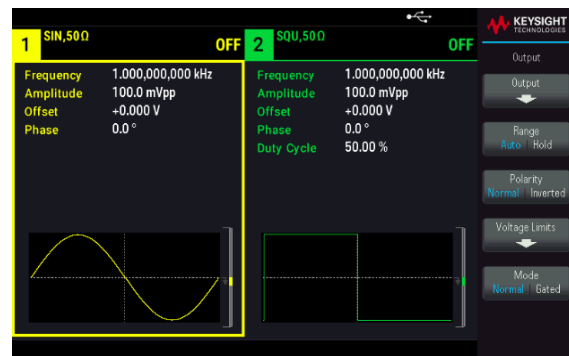 1 SIN,50Ω OFF
Frequency 1.000,000,000 kHz
Amplitude 100.0 mVpp
Offset +0.000 V
Phase 0.0 °
2 SQU,50Ω OFF
Frequency 1.000,000,000 kHz
Amplitude 100.0 mVpp
Offset +0.000 V
Phase 0.0 °
Duty Cycle 50.00 %
KEYSIGHT
TECHNOLOGIES
Output
Output
Range
Auto Hold
Polarity
Normal Inverted
Voltage Limits
Mode
Normal Gated